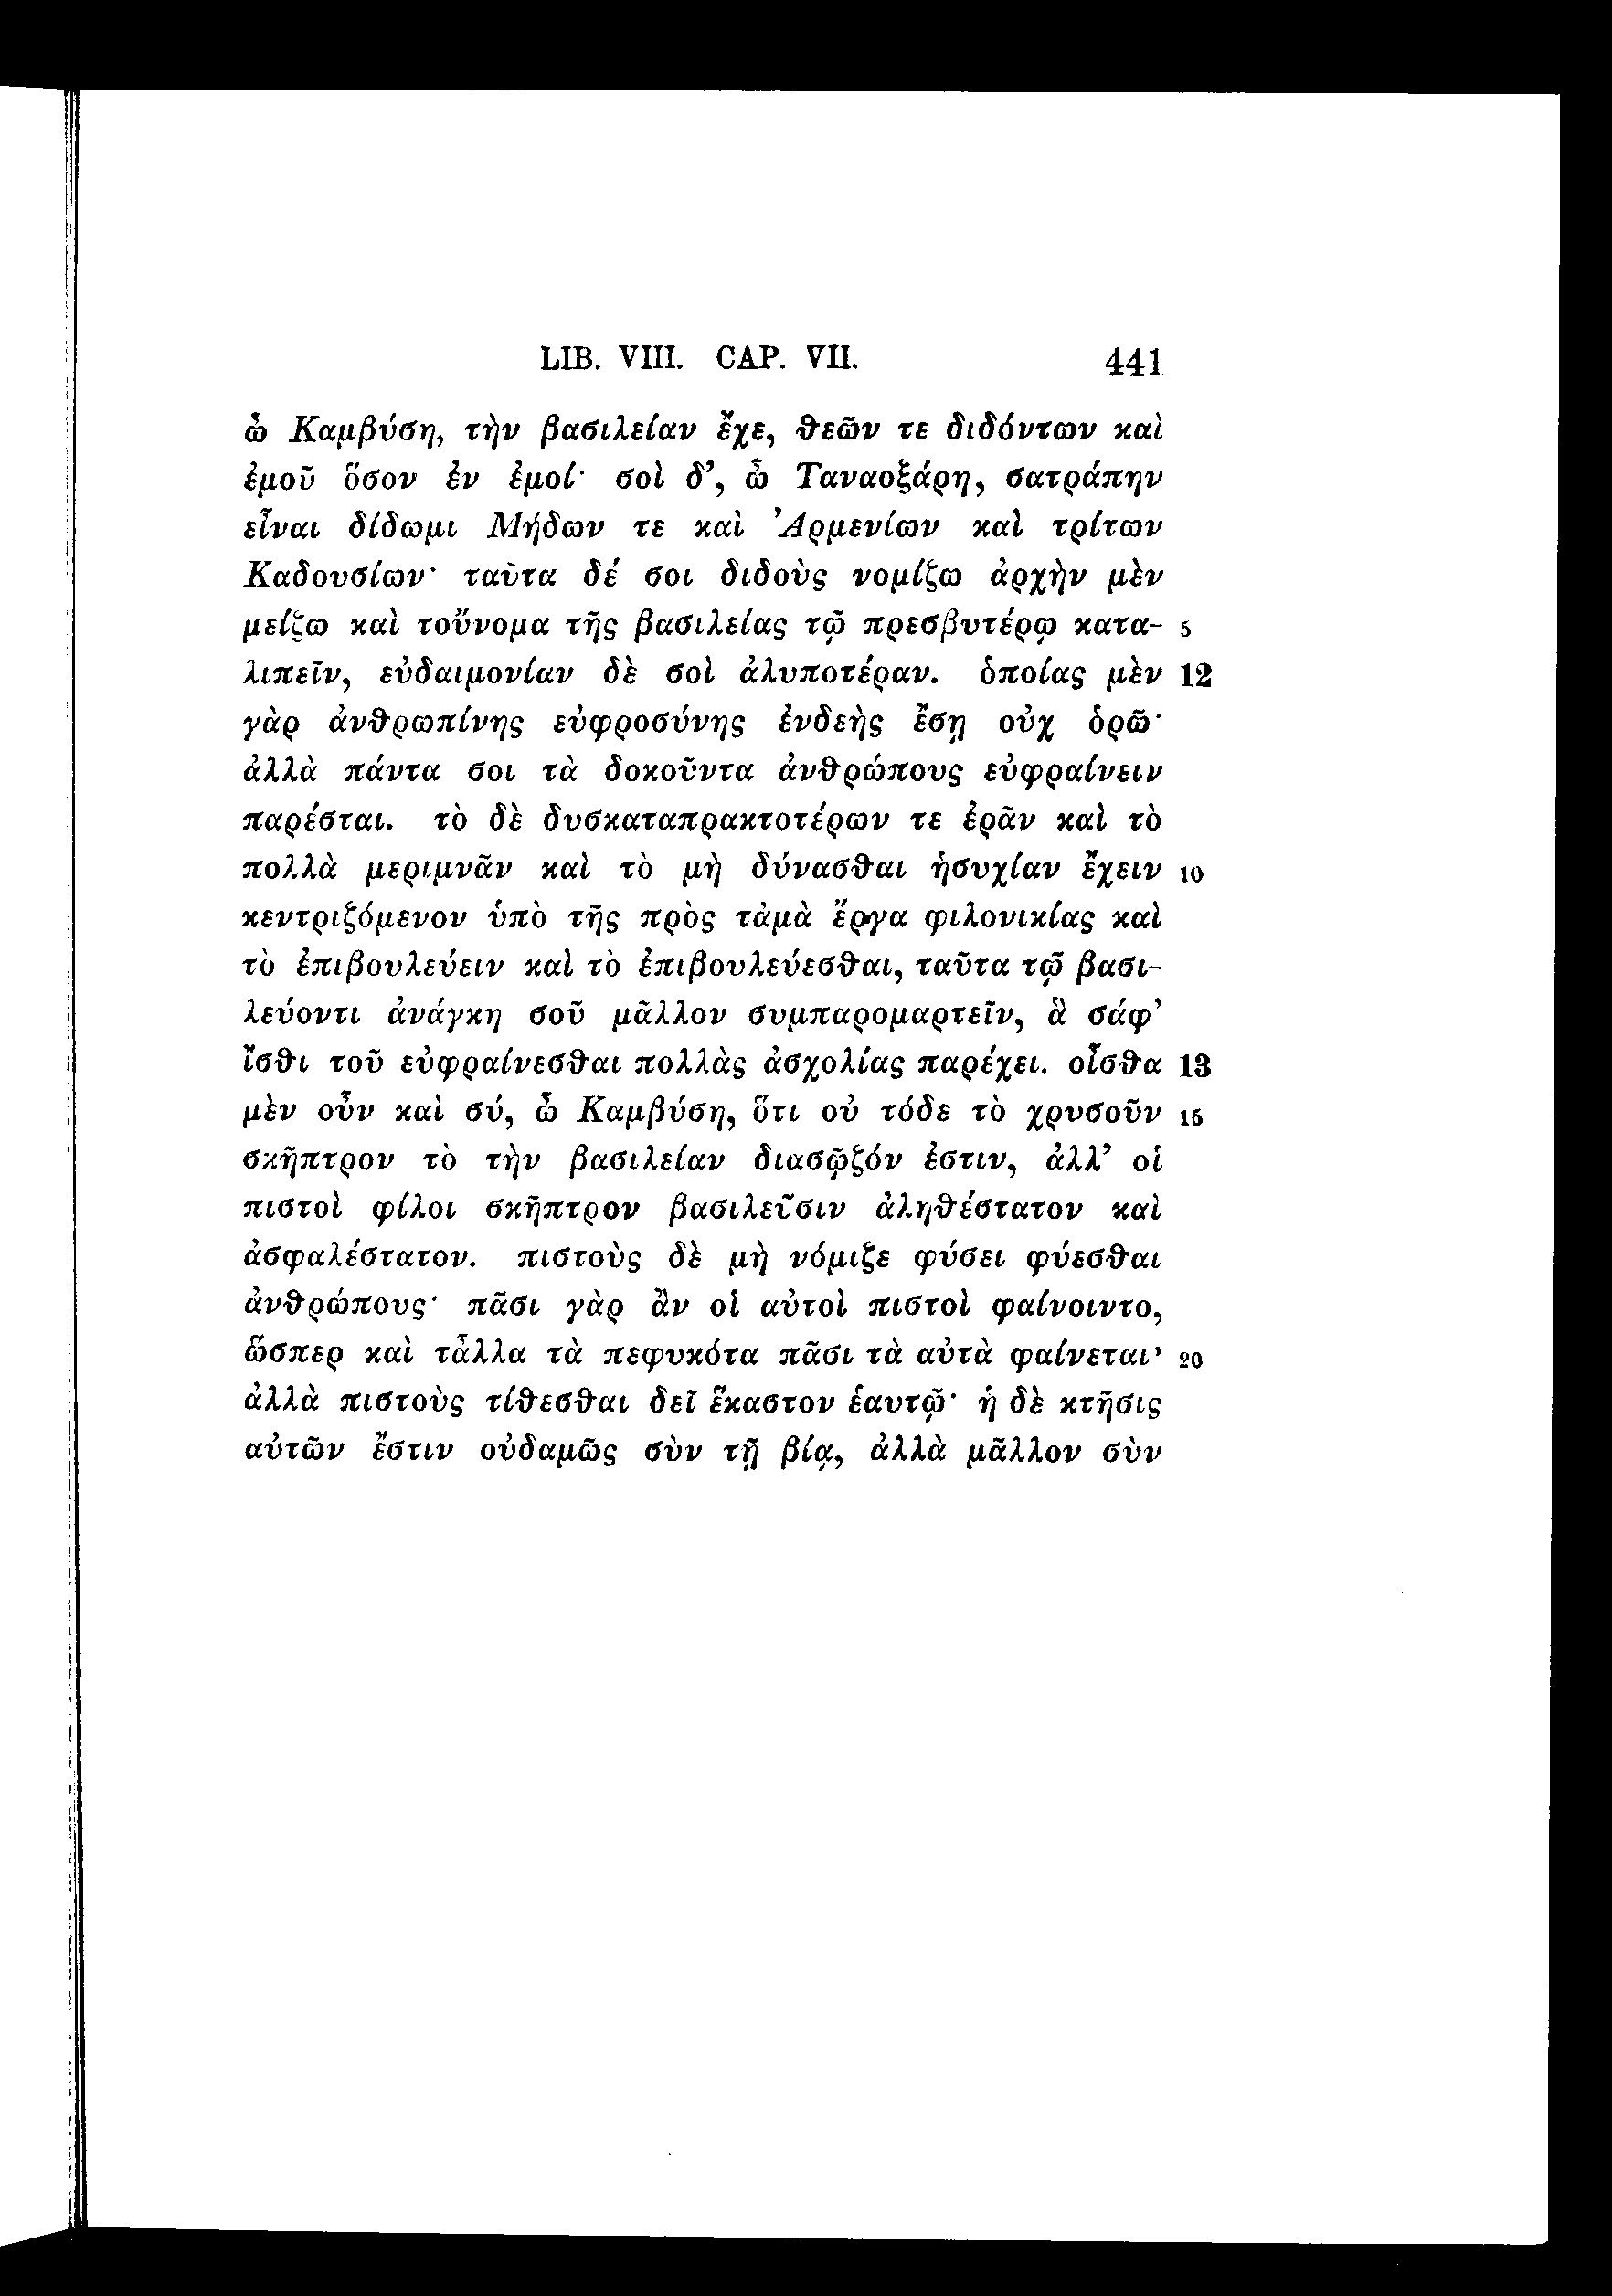 LIB. VIII. CAP. VII. 441
ὦ Καμβύση, τὴν βασιλείαν ἔχε, θεῶν τε διδόντων καὶ
ἐμοῦ ὅσον ἐν ἐμοί· σοὶ δ’, ὦ Ταναοξάρη, σατράπην
εἶναι δίδωμι Μήδων τε καὶ Ἀρμενίων καὶ τρίτων
Καδουσίων· ταῦτα δέ σοι διδοὺς νομίζω ἀρχὴν μὲν
μείζω καὶ τοὔνομα τῆς βασιλείας τῷ πρεσβυτέρῳ κατα- 5
λιπεῖν, εὐδαιμονίαν δὲ σοὶ ἀλυποτέραν. ὁποίας μὲν 12
γὰρ ἀνθρωπίνης εὐφροσύνης ἐνδεὴς ἔσῃ οὐχ ὁρῶ·
ἀλλὰ πάντα σοι τὰ δοκοῦντα ἀνθρώπους εὐφραίνειν
παρέσται. τὸ δὲ δυσκαταπρακτοτέρων τε ἐρᾶν καὶ τὸ
πολλὰ μεριμνᾶν καὶ τὸ μὴ δύνασθαι ἡσυχίαν ἔχειν 10
κεντριζόμενον ὑπὸ τῆς πρὸς τἀμὰ ἔργα φιλονικίας καὶ
τὸ ἐπιβουλεύειν καὶ τὸ ἐπιβουλεύεσθαι, ταῦτα τῷ βασι-
λεύοντι ἀνάγκη σοῦ μᾶλλον συμπαρομαρτεῖν, ἃ σάφ’
ἴσθι τοῦ εὐφραίνεσθαι πολλὰς ἀσχολίας παρέχει. οἶσθα 13
μὲν οὖν καὶ σύ, ὦ Καμβύση, ὅτι οὐ τόδε τὸ χρυσοῦν 15
σκῆπτρον τὸ τὴν βασιλείαν διασῷζόν ἐστιν, ἀλλ’ οἱ
πιστοὶ φίλοι σκῆπτρον βασιλεῦσιν ἀληθέστατον καὶ
ἀσφαλέστατον. πιστοὺς δὲ μὴ νόμιζε φύσει φύεσθαι
ἀνθρώπους· πᾶσι γὰρ ἂν οἱ αὐτοὶ πιστοὶ φαίνοιντο,
ὥσπερ καὶ τἆλλα τὰ πεφυκότα πᾶσι τὰ αὐτὰ φαίνεται· 20
ἀλλὰ πιστοὺς τίθεσθαι δεῖ ἕκαστον ἑαυτῷ· ἡ δὲ κτῆσις
αὐτῶν ἔστιν οὐδαμῶς σὺν τῇ βίᾳ, ἀλλὰ μᾶλλον σὺν